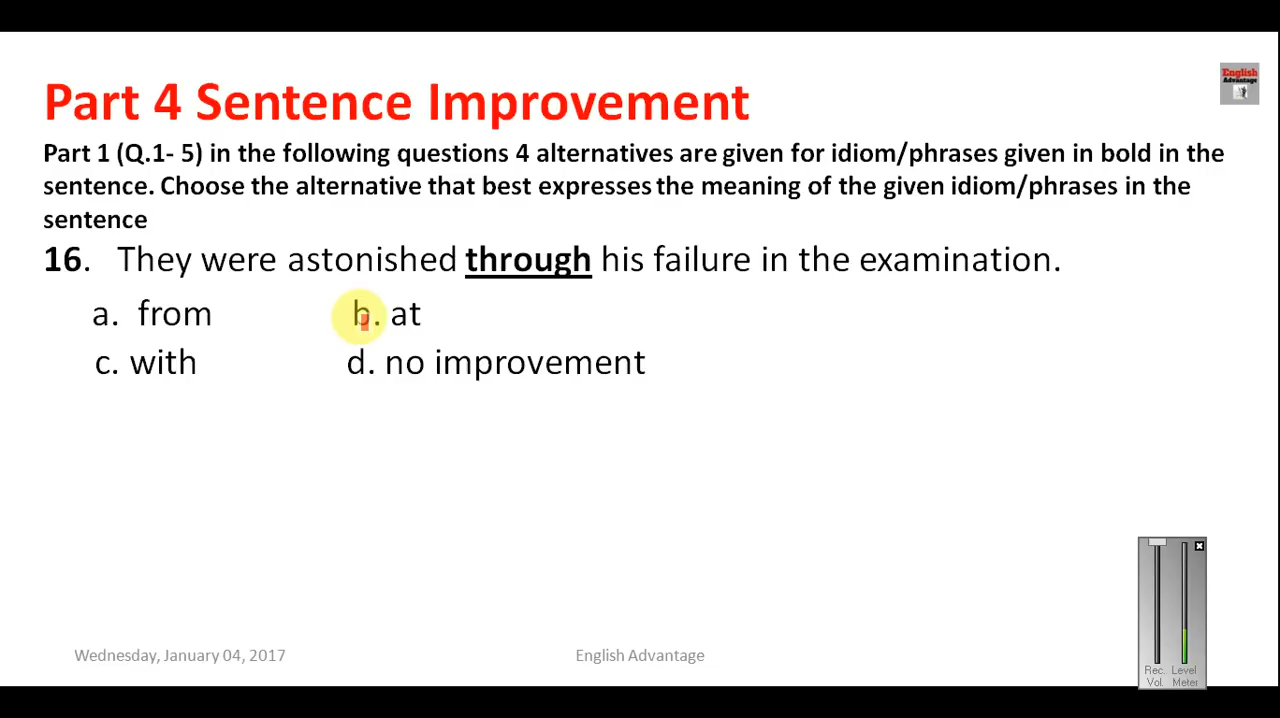 Part 4 Sentence Improvement
English
Advantage
Part 1 (Q.1- 5) in the following questions 4 alternatives are given for idiom/phrases given in bold in the
sentence. Choose the alternative that best expresses the meaning of the given idiom/phrases in the
sentence
16. They were astonished through his failure in the examination.
a. from b. at
c. with d. no improvement
Wednesday, January 04, 2017 English Advantage
Rec. Level
Vol. Meter